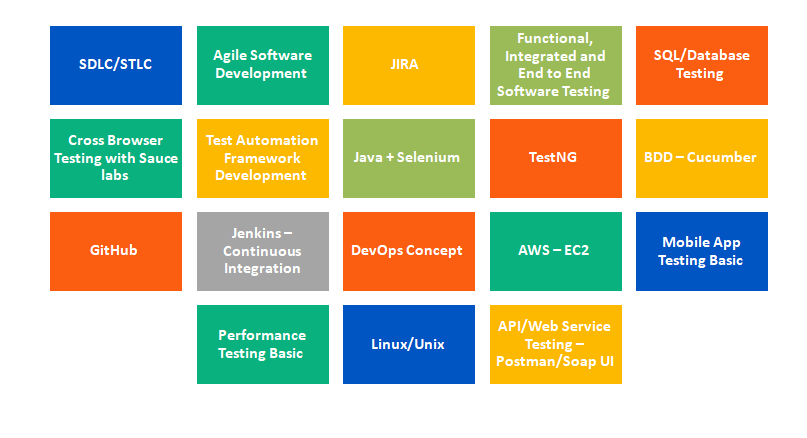 SDLC/STLC
Agile Software
Development
JIRA
Functional,
Integrated and
End to End
Software Testing
SQL/Database
Testing
Cross Browser
Testing with Sauce
labs
Test Automation
Framework
Development
Java + Selenium
TestNG
BDD – Cucumber
GitHub
Jenkins –
Continuous
Integration
DevOps Concept
AWS – EC2
Mobile App
Testing Basic
Performance
Testing Basic
Linux/Unix
API/Web Service
Testing –
Postman/Soap UI